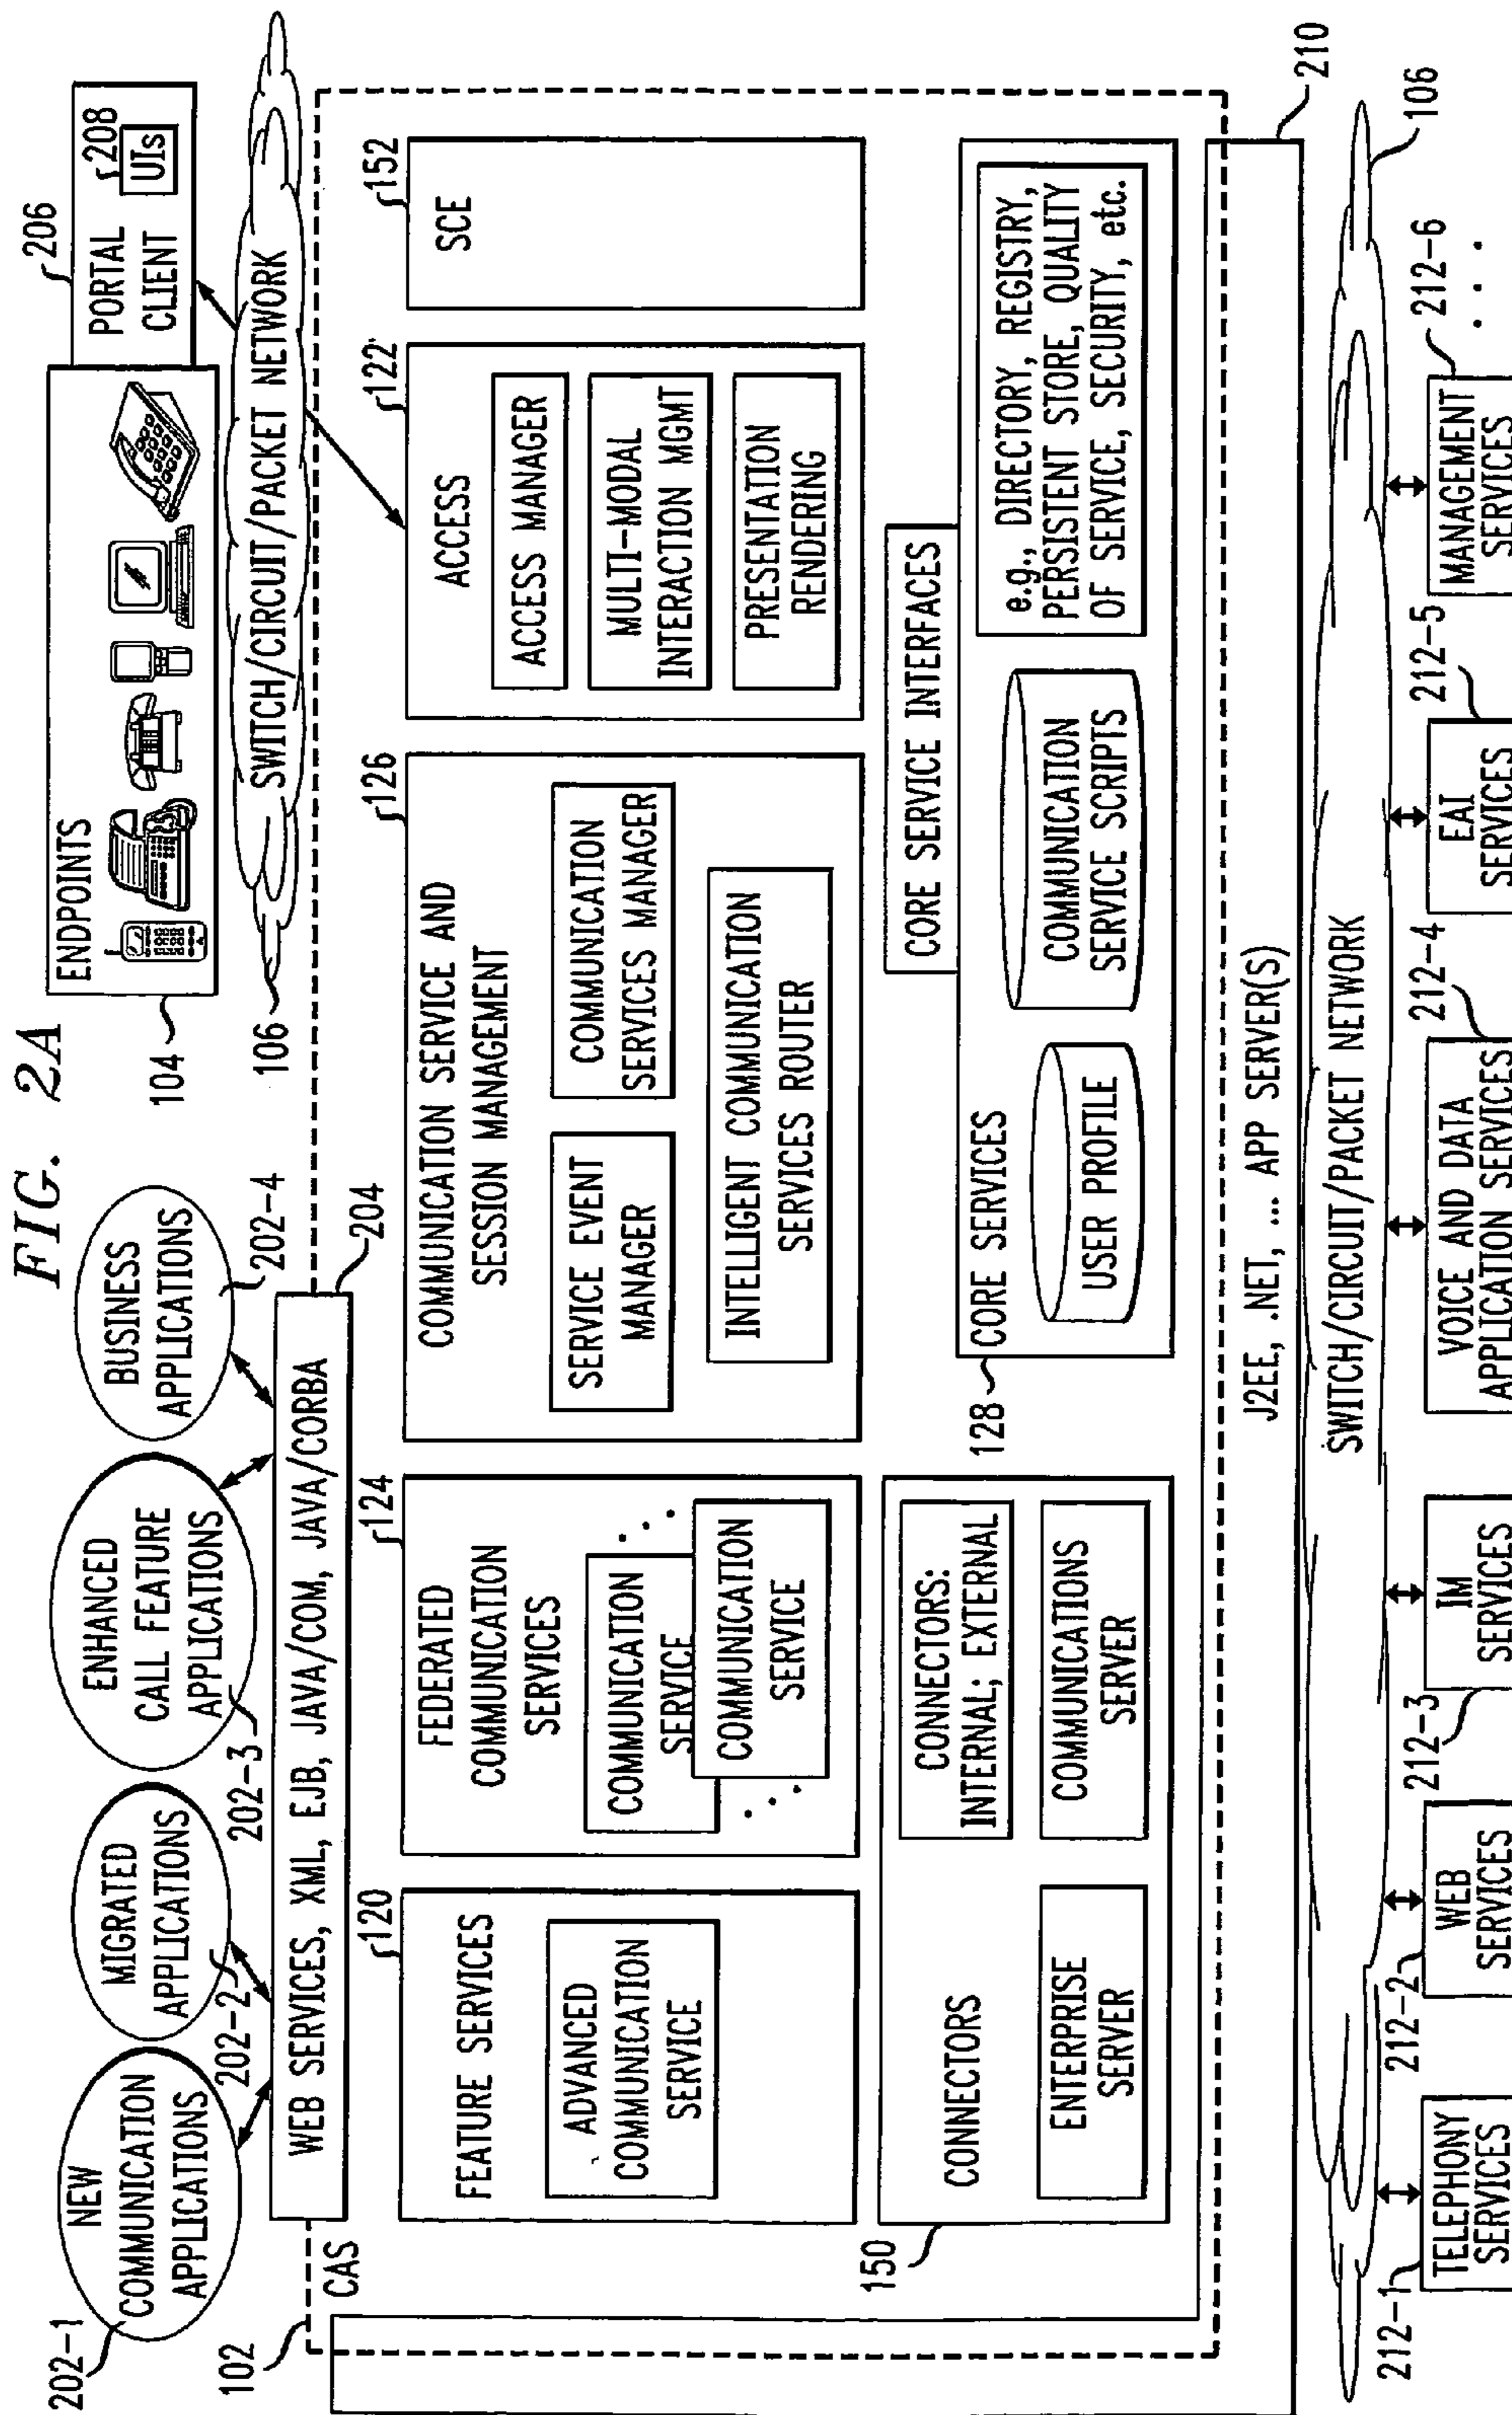 FIG. 2A
202-1
NEW
COMMUNICATION
APPLICATIONS
MIGRATED
APPLICATIONS
202-2
ENHANCED
CALL FEATURE
APPLICATIONS
202-3
BUSINESS
APPLICATIONS
202-4
104
ENDPOINTS
206
PORTAL
CLIENT
208
UIs
106
SWITCH/CIRCUIT/PACKET NETWORK
102
CAS
WEB SERVICES, XML, EJB, JAVA/COM, JAVA/CORBA
204
120
FEATURE SERVICES
ADVANCED
COMMUNICATION
SERVICE
124
FEDERATED
COMMUNICATION
SERVICES
COMMUNICATION
SERVICE
...
COMMUNICATION
SERVICE
...
126
COMMUNICATION SERVICE AND
SESSION MANAGEMENT
SERVICE EVENT
MANAGER
COMMUNICATION
SERVICES MANAGER
INTELLIGENT COMMUNICATION
SERVICES ROUTER
122
ACCESS
ACCESS MANAGER
MULTI-MODAL
INTERACTION MGMT
PRESENTATION
RENDERING
152
SCE
150
CONNECTORS
CONNECTORS:
INTERNAL; EXTERNAL
ENTERPRISE
SERVER
COMMUNICATIONS
SERVER
128
CORE SERVICES
CORE SERVICE INTERFACES
USER PROFILE
COMMUNICATION
SERVICE SCRIPTS
e.g., DIRECTORY, REGISTRY,
PERSISTENT STORE, QUALITY
OF SERVICE, SECURITY, etc.
J2EE, .NET, ... APP SERVER(S)
210
SWITCH/CIRCUIT/PACKET NETWORK
106
212-1
TELEPHONY
SERVICES
212-2
WEB
SERVICES
212-3
IM
SERVICES
212-4
VOICE AND DATA
APPLICATION SERVICES
212-5
EAI
SERVICES
212-6
MANAGEMENT
SERVICES
...